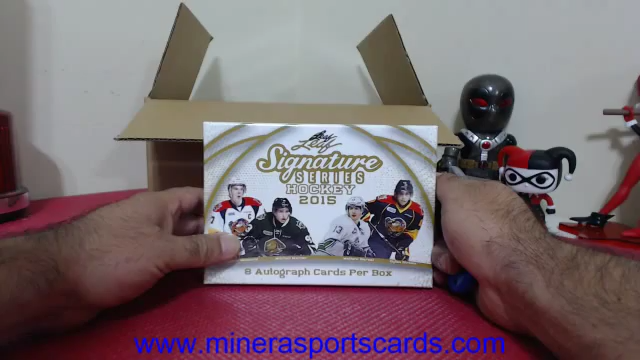 Leaf
Signature
SERIES
HOCKEY
2015
8 Autograph Cards Per Box
www.minerasportscards.com